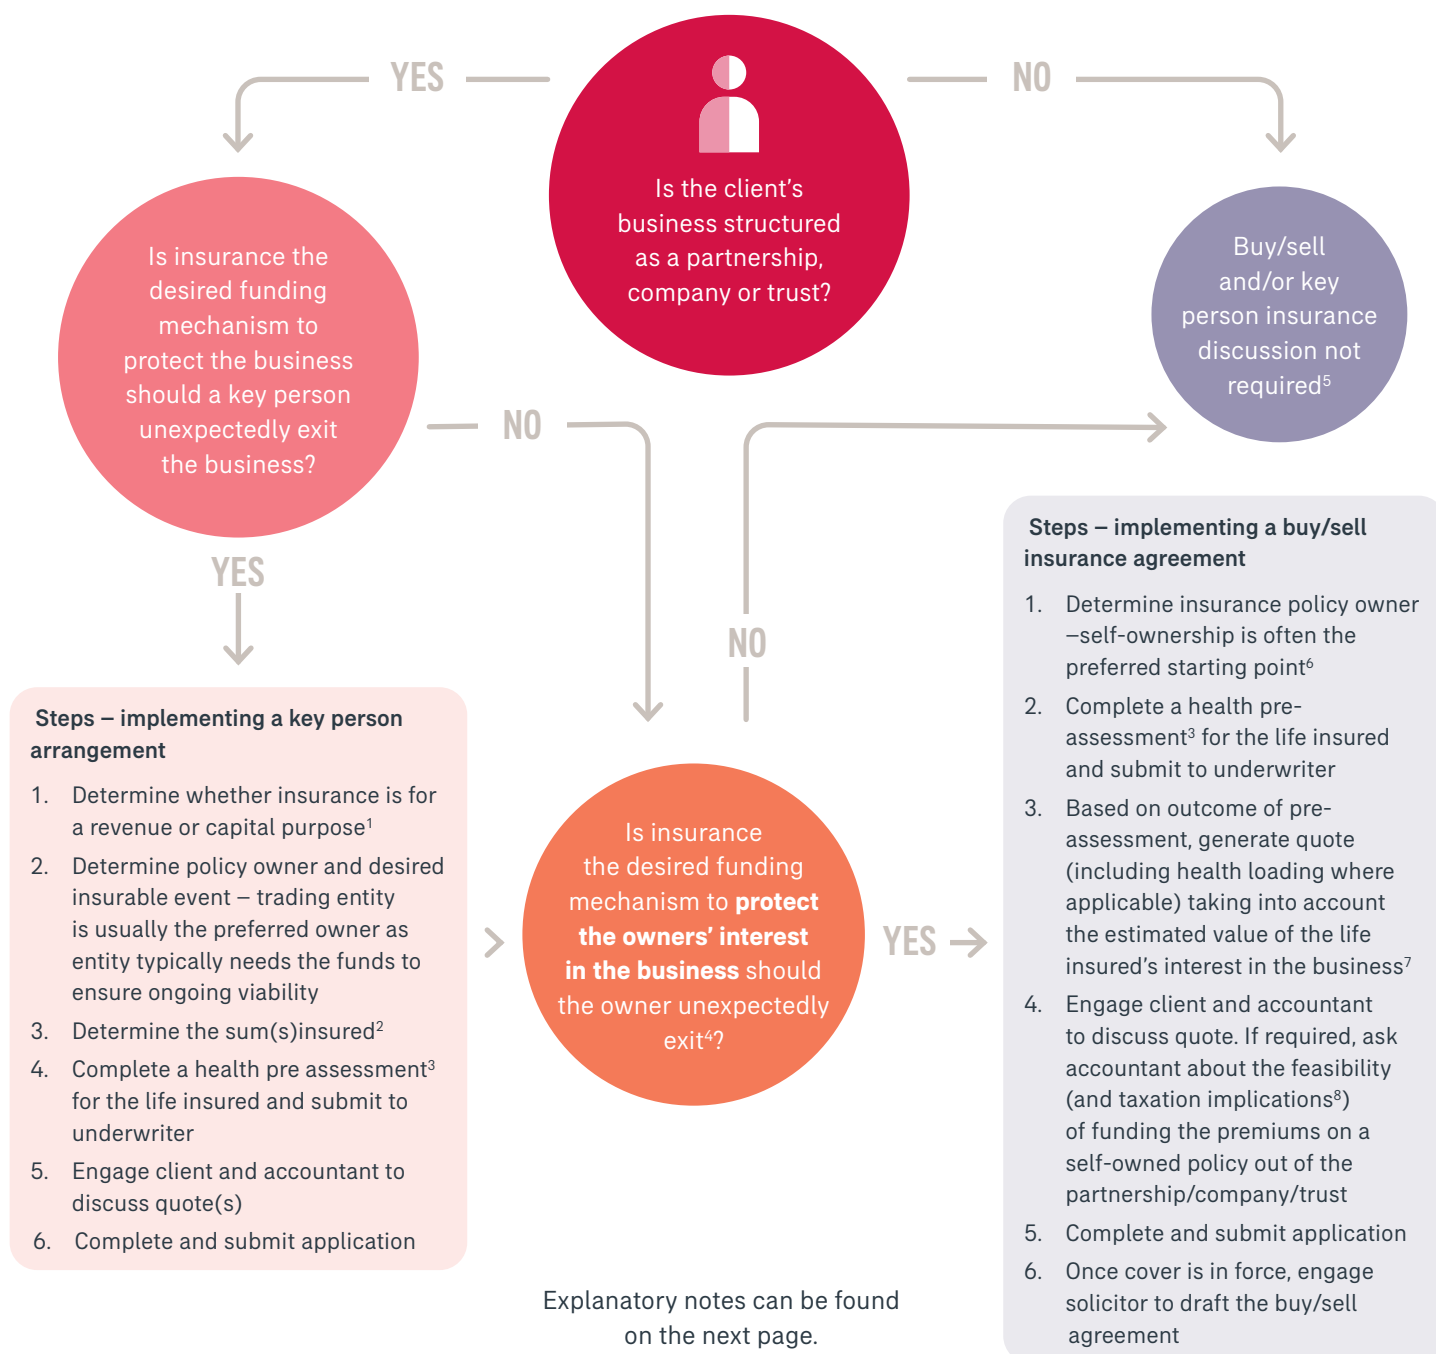 YES
NO
Is the client’s
business structured
as a partnership,
company or trust?
Is insurance the
desired funding
mechanism to
protect the business
should a key person
unexpectedly exit
the business?
Buy/sell
and/or key
person insurance
discussion not
required⁵
NO
YES
NO
Steps – implementing a key person
arrangement
1. Determine whether insurance is for
a revenue or capital purpose¹
2. Determine policy owner and desired
insurable event – trading entity
is usually the preferred owner as
entity typically needs the funds to
ensure ongoing viability
3. Determine the sum(s)insured²
4. Complete a health pre assessment³
for the life insured and submit to
underwriter
5. Engage client and accountant to
discuss quote(s)
6. Complete and submit application
Is insurance
the desired funding
mechanism to protect
the owners’ interest
in the business should
the owner unexpectedly
exit⁴?
YES
Steps – implementing a buy/sell
insurance agreement
1. Determine insurance policy owner
–self-ownership is often the
preferred starting point⁶
2. Complete a health pre-
assessment³ for the life insured
and submit to underwriter
3. Based on outcome of pre-
assessment, generate quote
(including health loading where
applicable) taking into account
the estimated value of the life
insured’s interest in the business⁷
4. Engage client and accountant
to discuss quote. If required, ask
accountant about the feasibility
(and taxation implications⁸)
of funding the premiums on a
self-owned policy out of the
partnership/company/trust
5. Complete and submit application
6. Once cover is in force, engage
solicitor to draft the buy/sell
agreement
Explanatory notes can be found
on the next page.